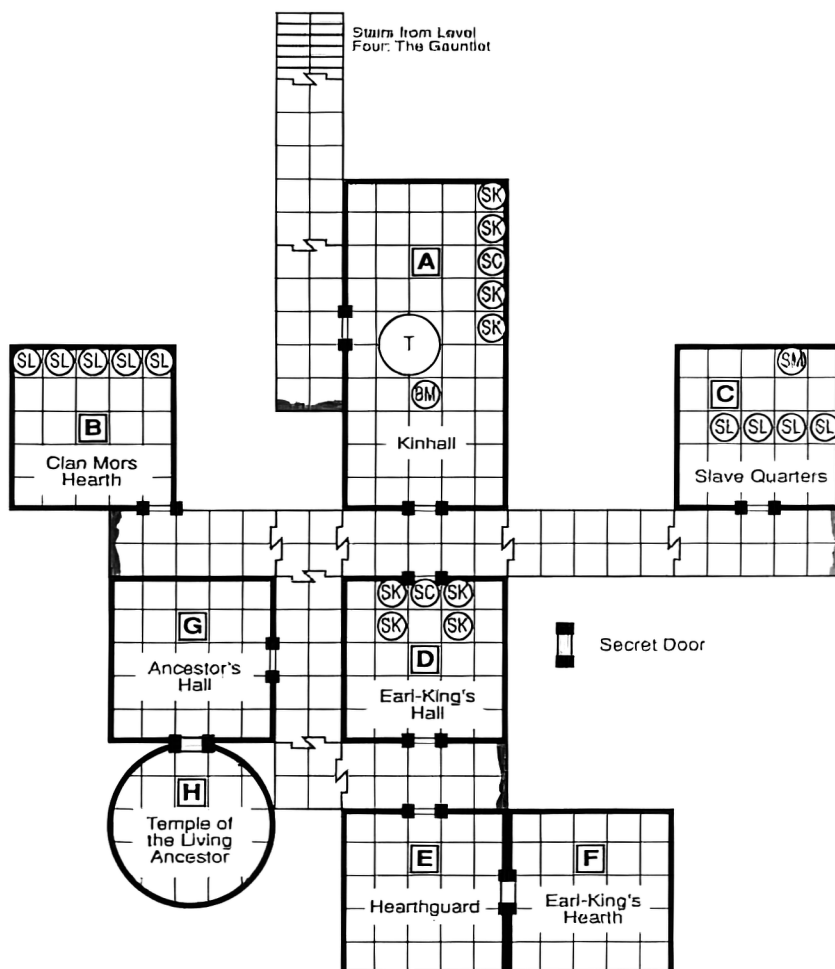 Stairs from Level
Four: The Gauntlet
SK
SK
A
SC
SK
SK
T
SM
Kinhall
SL SL SL SL SL
B
Clan Mors
Hearth
SM
C
SL SL SL SL
Slave Quarters
SK SC SK
SK SK
D
Earl-King's
Hall
G
Ancestor's
Hall
Secret Door
H
Temple of
the Living
Ancestor
E
Hearthguard
F
Earl-King's
Hearth